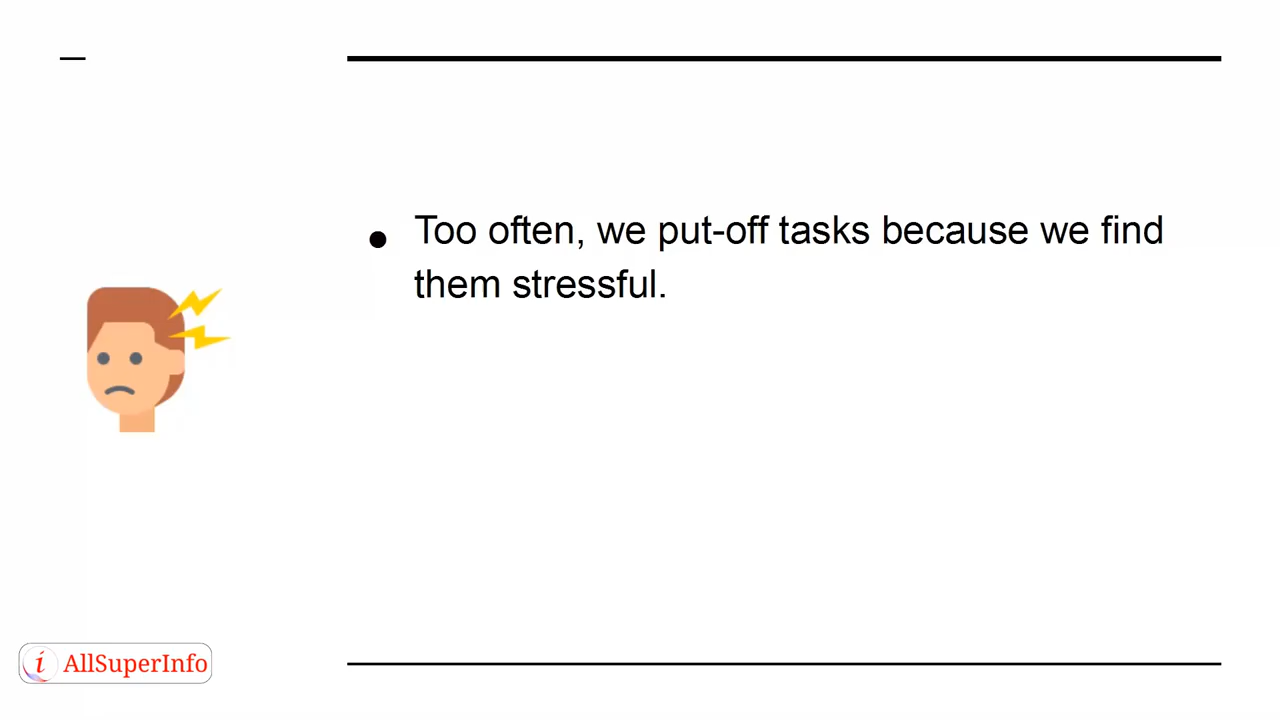 Too often, we put-off tasks because we find
them stressful.
i AllSuperInfo